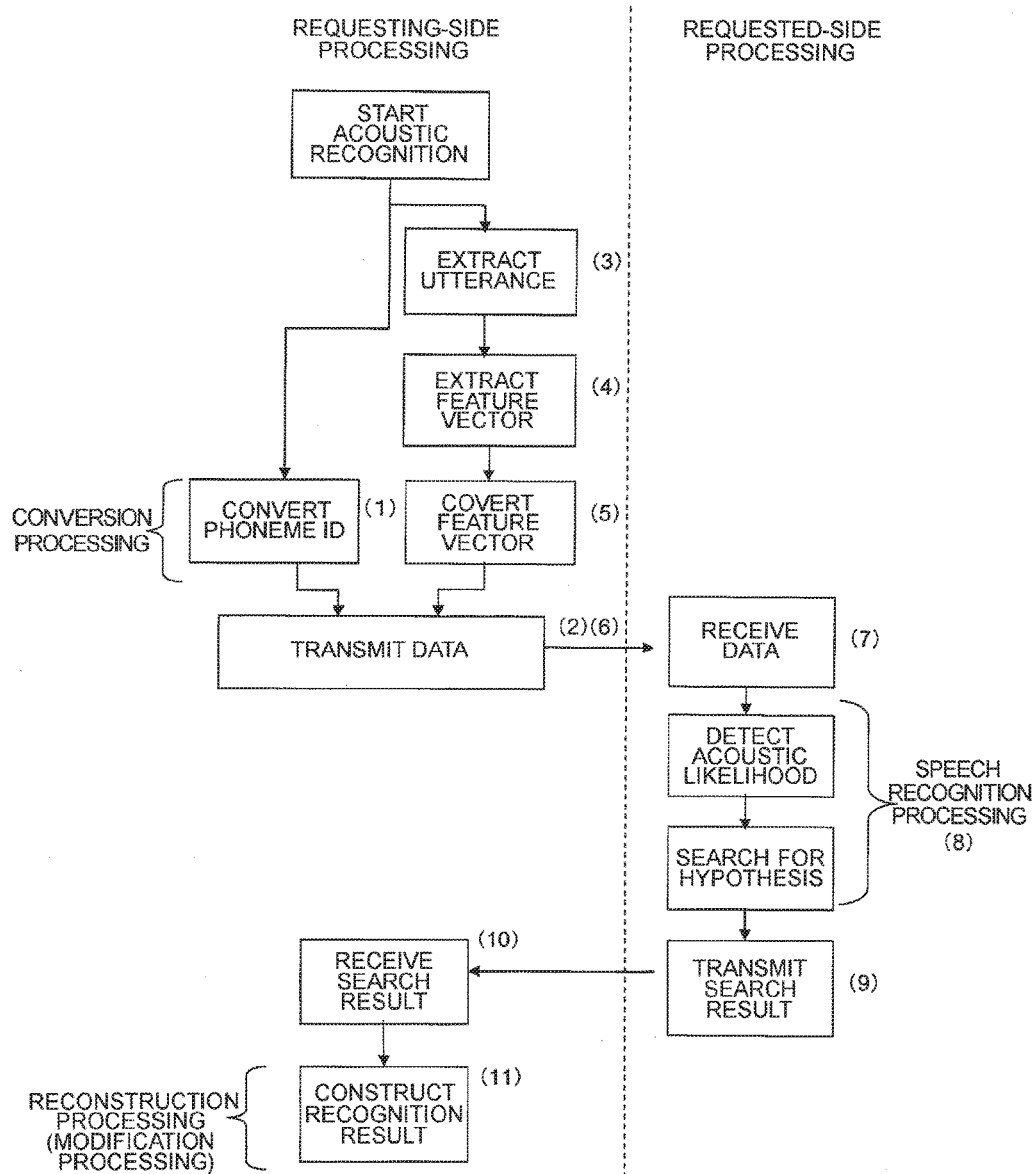 REQUESTING-SIDE
PROCESSING
REQUESTED-SIDE
PROCESSING
START
ACOUSTIC
RECOGNITION
EXTRACT
UTTERANCE
(3)
EXTRACT
FEATURE
VECTOR
(4)
CONVERSION
PROCESSING
CONVERT
PHONEME ID
(1)
COVERT
FEATURE
VECTOR
(5)
TRANSMIT DATA
(2)(6)
RECEIVE
DATA
(7)
DETECT
ACOUSTIC
LIKELIHOOD
SEARCH FOR
HYPOTHESIS
SPEECH
RECOGNITION
PROCESSING
(8)
TRANSMIT
SEARCH
RESULT
(9)
RECEIVE
SEARCH
RESULT
(10)
CONSTRUCT
RECOGNITION
RESULT
(11)
RECONSTRUCTION
PROCESSING
(MODIFICATION
PROCESSING)